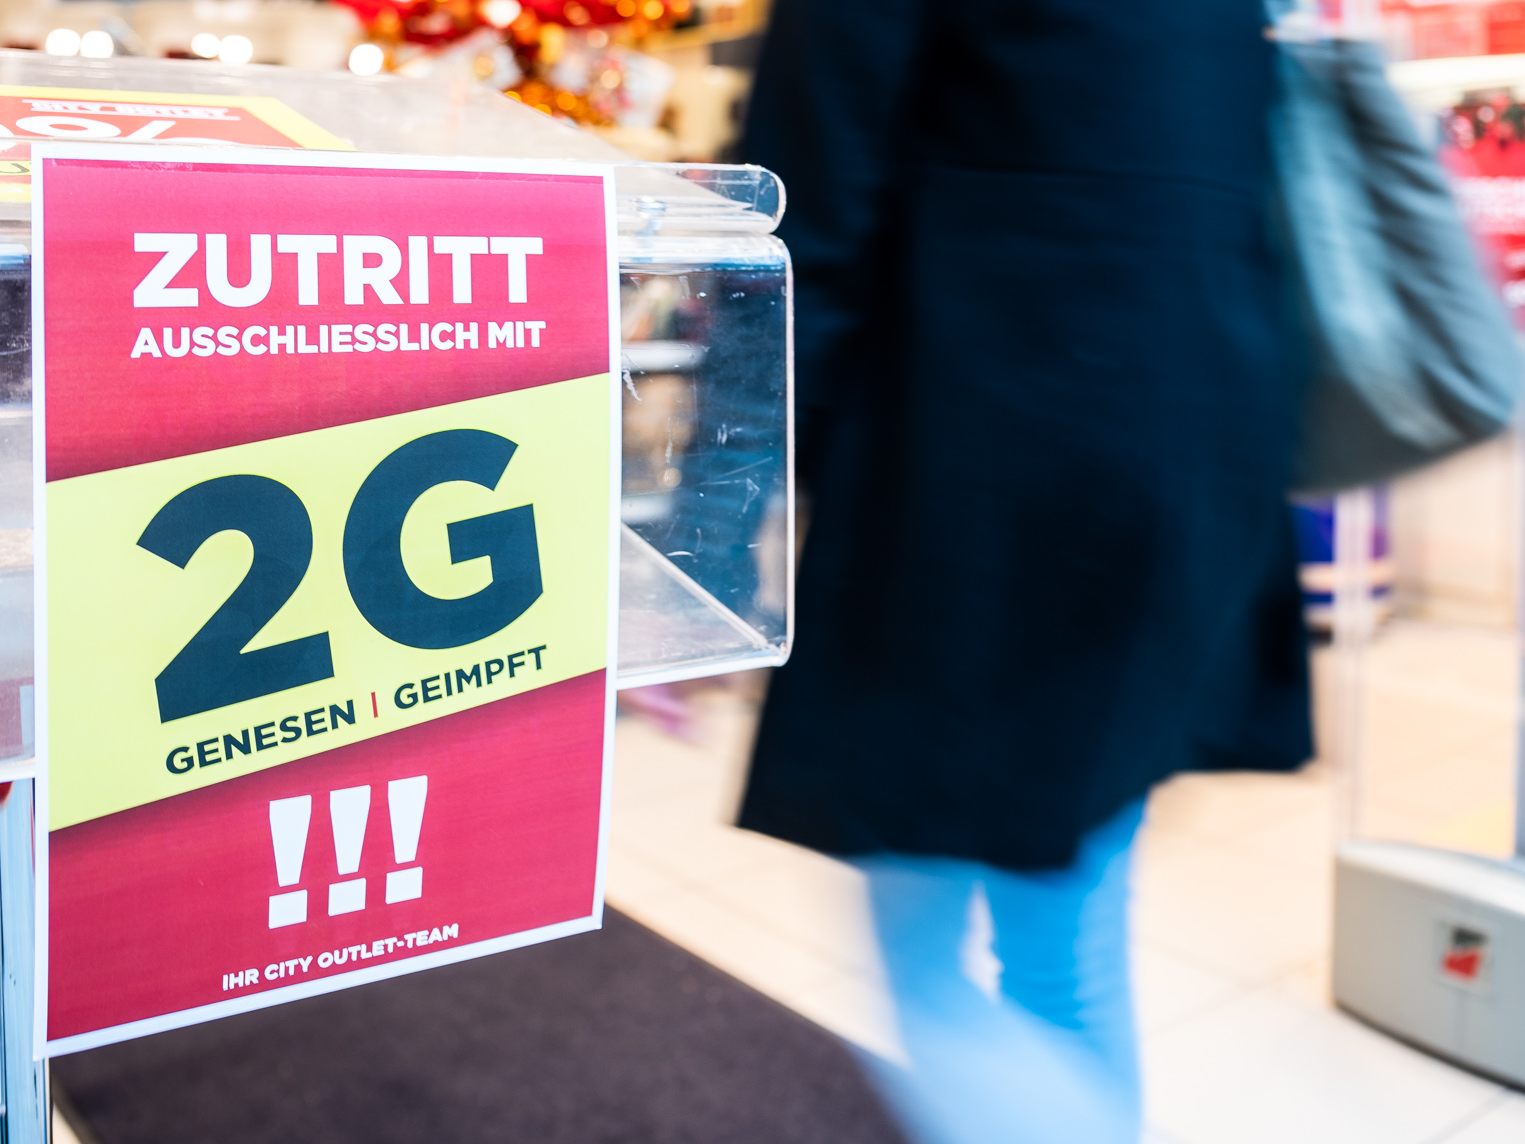 ZUTRITT
AUSSCHLIESSLICH MIT
2G
GENESEN | GEIMPFT
!!!
IHR CITY OUTLET-TEAM